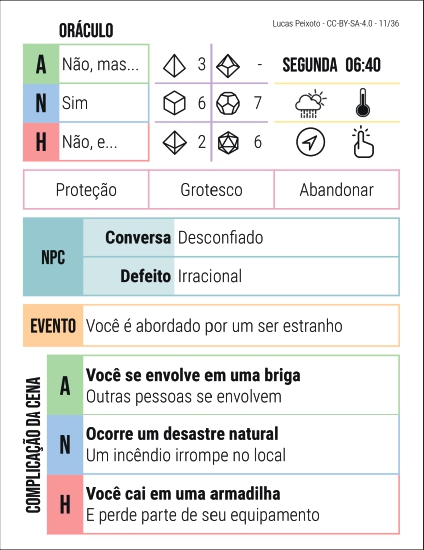 Lucas Peixoto - CC-BY-SA-4.0 - 11/36
ORÁCULO
A Não, mas...
N Sim
H Não, e...
3 -
6 7
2 6
SEGUNDA 06:40
Proteção Grotesco Abandonar
NPC
Conversa Desconfiado
Defeito Irracional
EVENTO Você é abordado por um ser estranho
COMPLICAÇÃO DA CENA
A Você se envolve em uma briga
Outras pessoas se envolvem
N Ocorre um desastre natural
Um incêndio irrompe no local
H Você cai em uma armadilha
E perde parte de seu equipamento